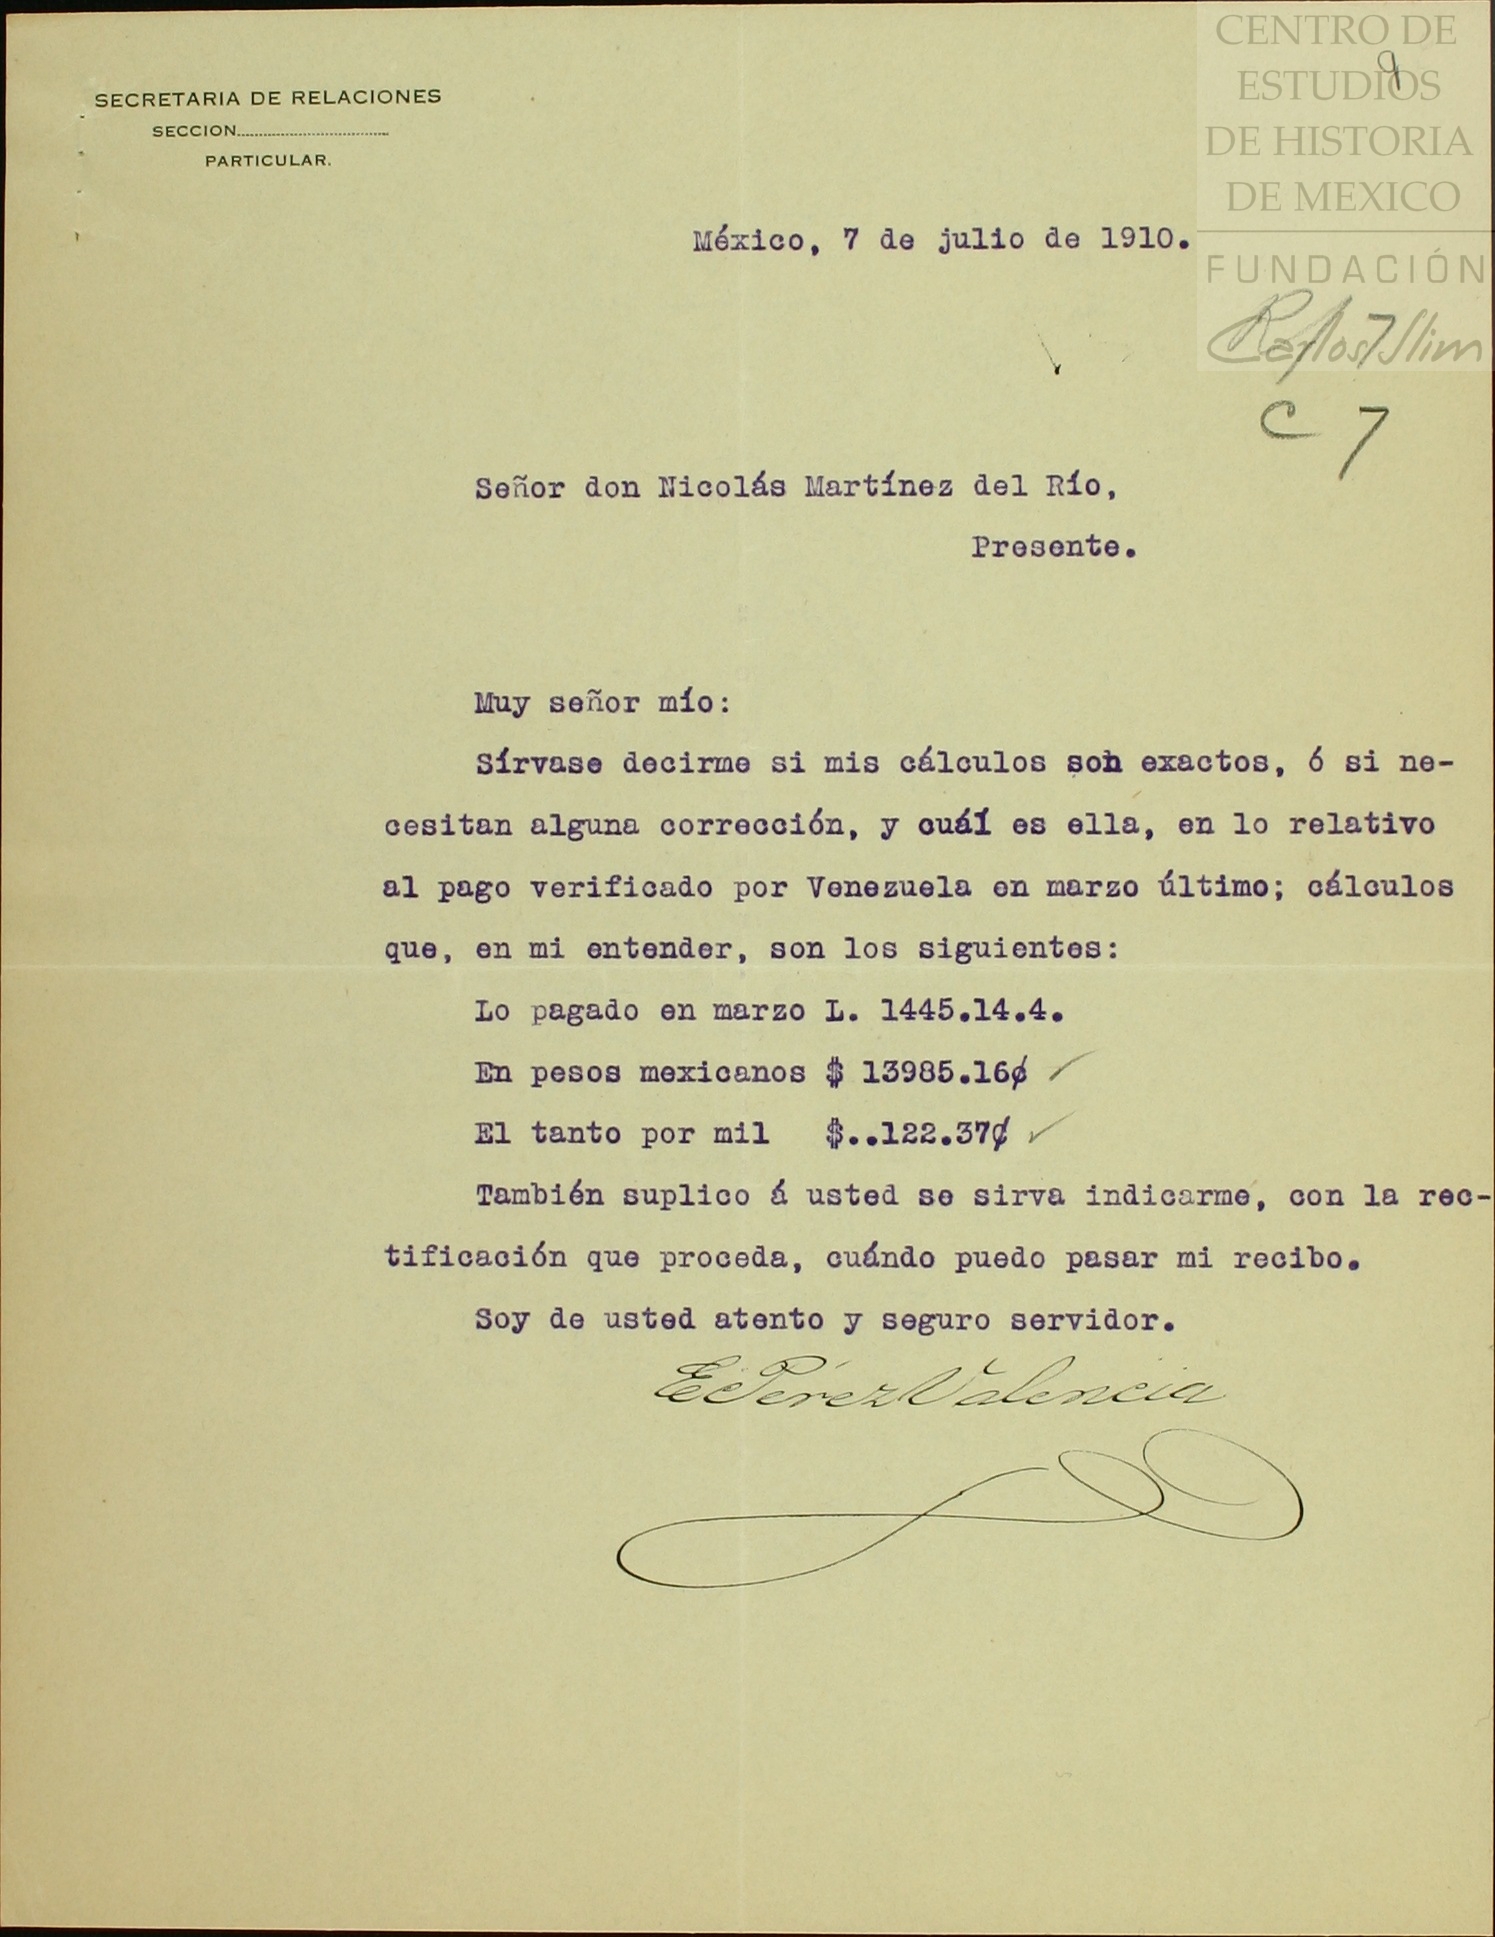 SECRETARIA DE RELACIONES
SECCION
PARTICULAR.
CENTRO DE
ESTUDIOS
DE HISTORIA
DE MEXICO
FUNDACIÓN
Carlos Slim
9
México, 7 de julio de 1910.
R/ 7
C 7
Señor don Nicolás Martínez del Río,
Presente.
Muy señor mío:
Sírvase decirme si mis cálculos son exactos, ó si ne-
cesitan alguna corrección, y cuál es ella, en lo relativo
al pago verificado por Venezuela en marzo último; cálculos
que, en mi entender, son los siguientes:
Lo pagado en marzo L. 1445.14.4.
En pesos mexicanos $ 13985.16¢ ✓
El tanto por mil $..122.37¢ ✓
También suplico á usted se sirva indicarme, con la rec-
tificación que proceda, cuándo puedo pasar mi recibo.
Soy de usted atento y seguro servidor.
E. Pérez Valencia